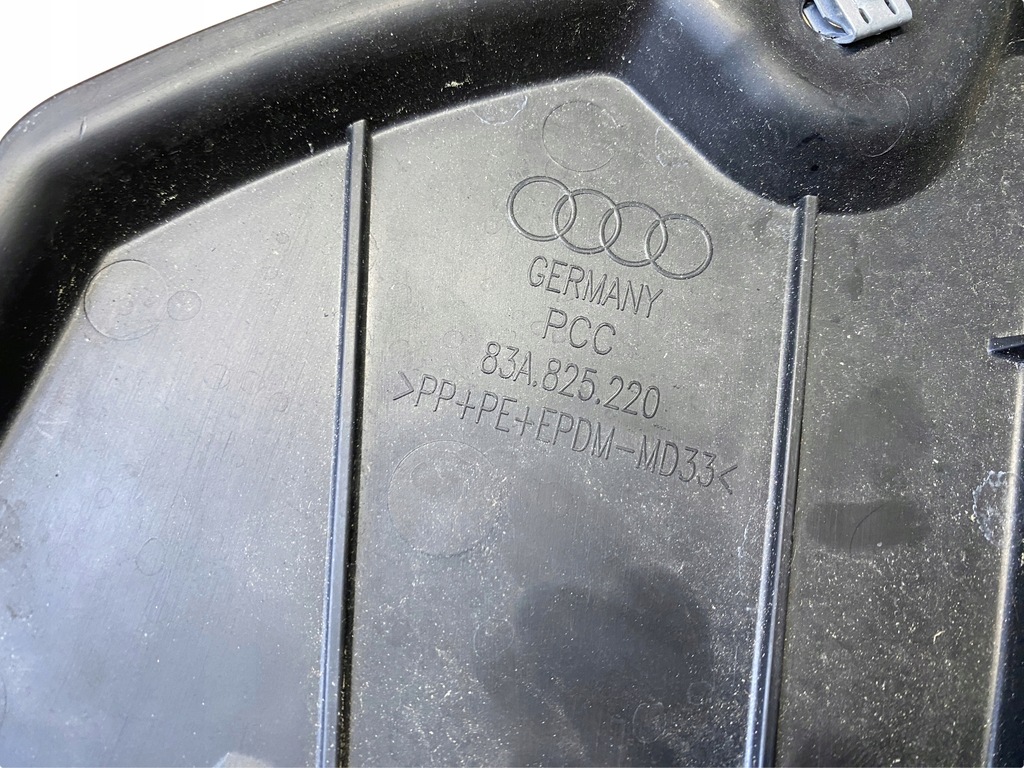 GERMANY
PCC
83A.825.220
>PP+PE+EPDM-MD33<